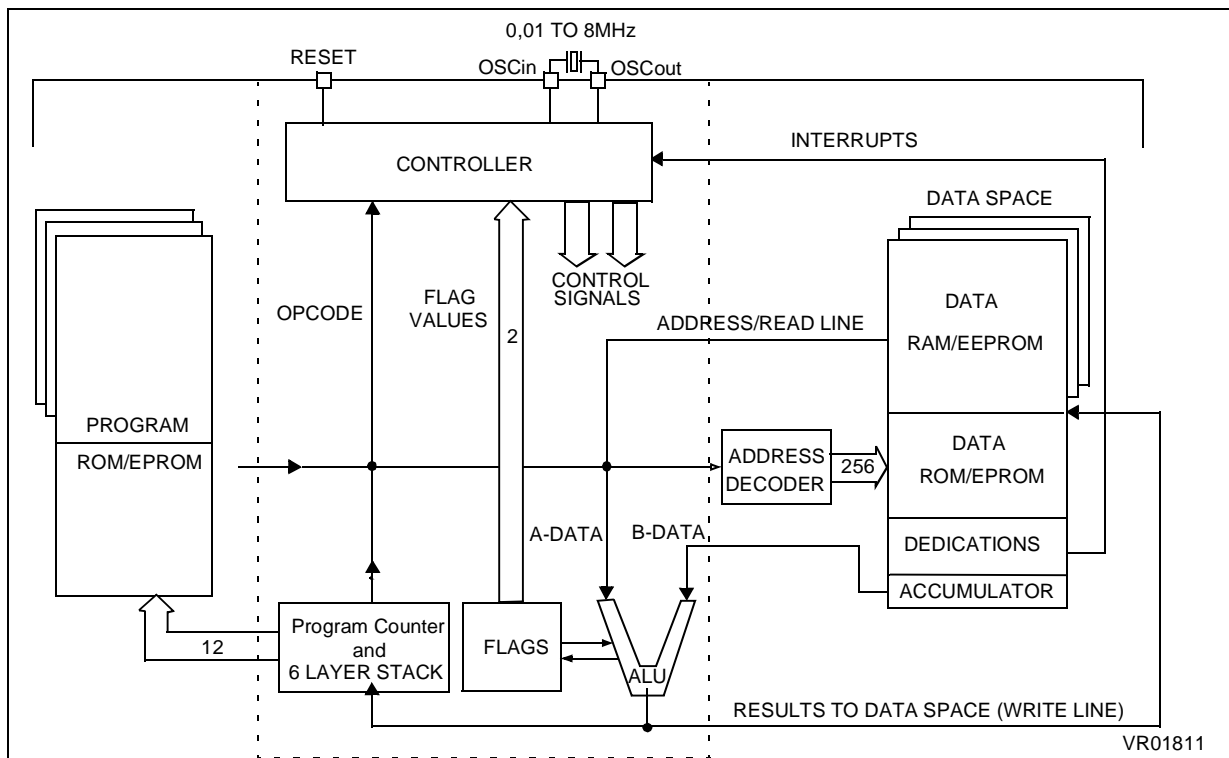 0,01 TO 8MHz
RESET
OSCin
OSCout
INTERRUPTS
CONTROLLER
DATA SPACE
CONTROL
SIGNALS
OPCODE
FLAG
VALUES
2
ADDRESS/READ LINE
DATA
RAM/EEPROM
PROGRAM
ROM/EPROM
ADDRESS
DECODER
256
DATA
ROM/EPROM
A-DATA
B-DATA
DEDICATIONS
ACCUMULATOR
12
Program Counter
and
6 LAYER STACK
FLAGS
ALU
RESULTS TO DATA SPACE (WRITE LINE)
VR01811